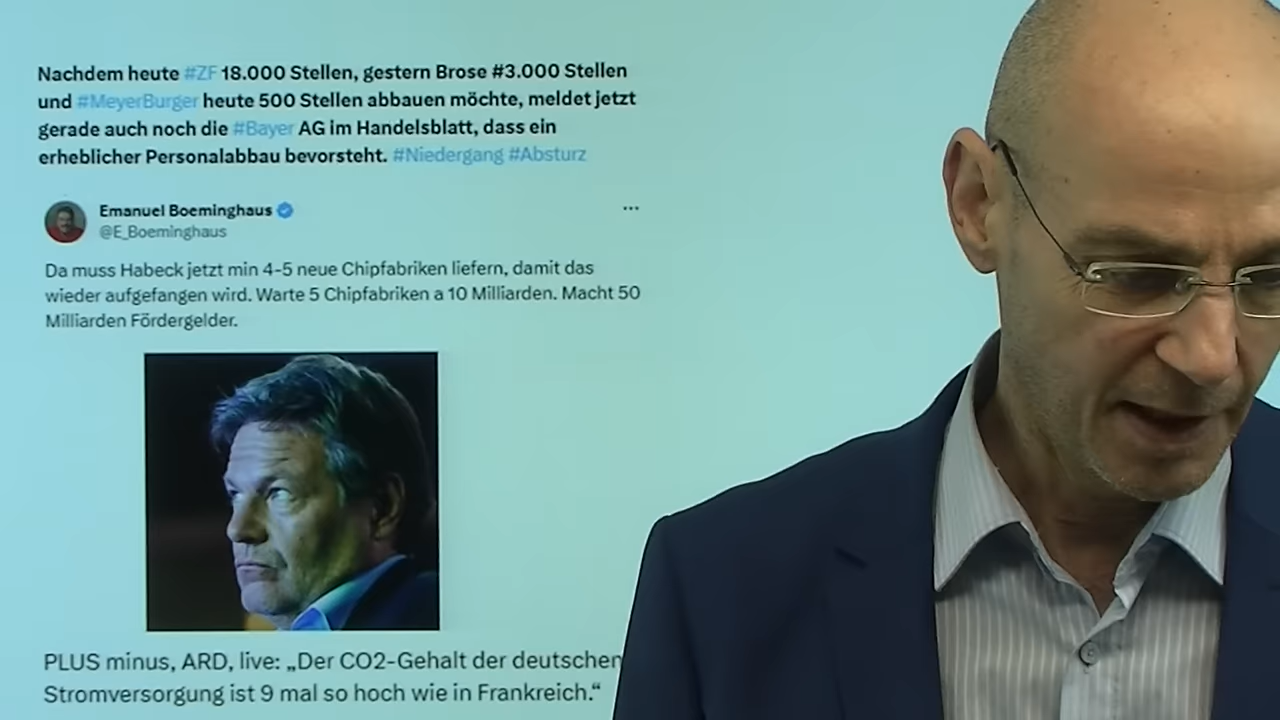 Nachdem heute #ZF 18.000 Stellen, gestern Brose #3.000 Stellen
und #MeyerBurger heute 500 Stellen abbauen möchte, meldet jetzt
gerade auch noch die #Bayer AG im Handelsblatt, dass ein
erheblicher Personalabbau bevorsteht. #Niedergang #Absturz
Emanuel Boeminghaus
@E_Boeminghaus
Da muss Habeck jetzt min 4-5 neue Chipfabriken liefern, damit das
wieder aufgefangen wird. Warte 5 Chipfabriken a 10 Milliarden. Macht 50
Milliarden Fördergelder.
PLUS minus, ARD, live: „Der CO2-Gehalt der deutschen
Stromversorgung ist 9 mal so hoch wie in Frankreich.“